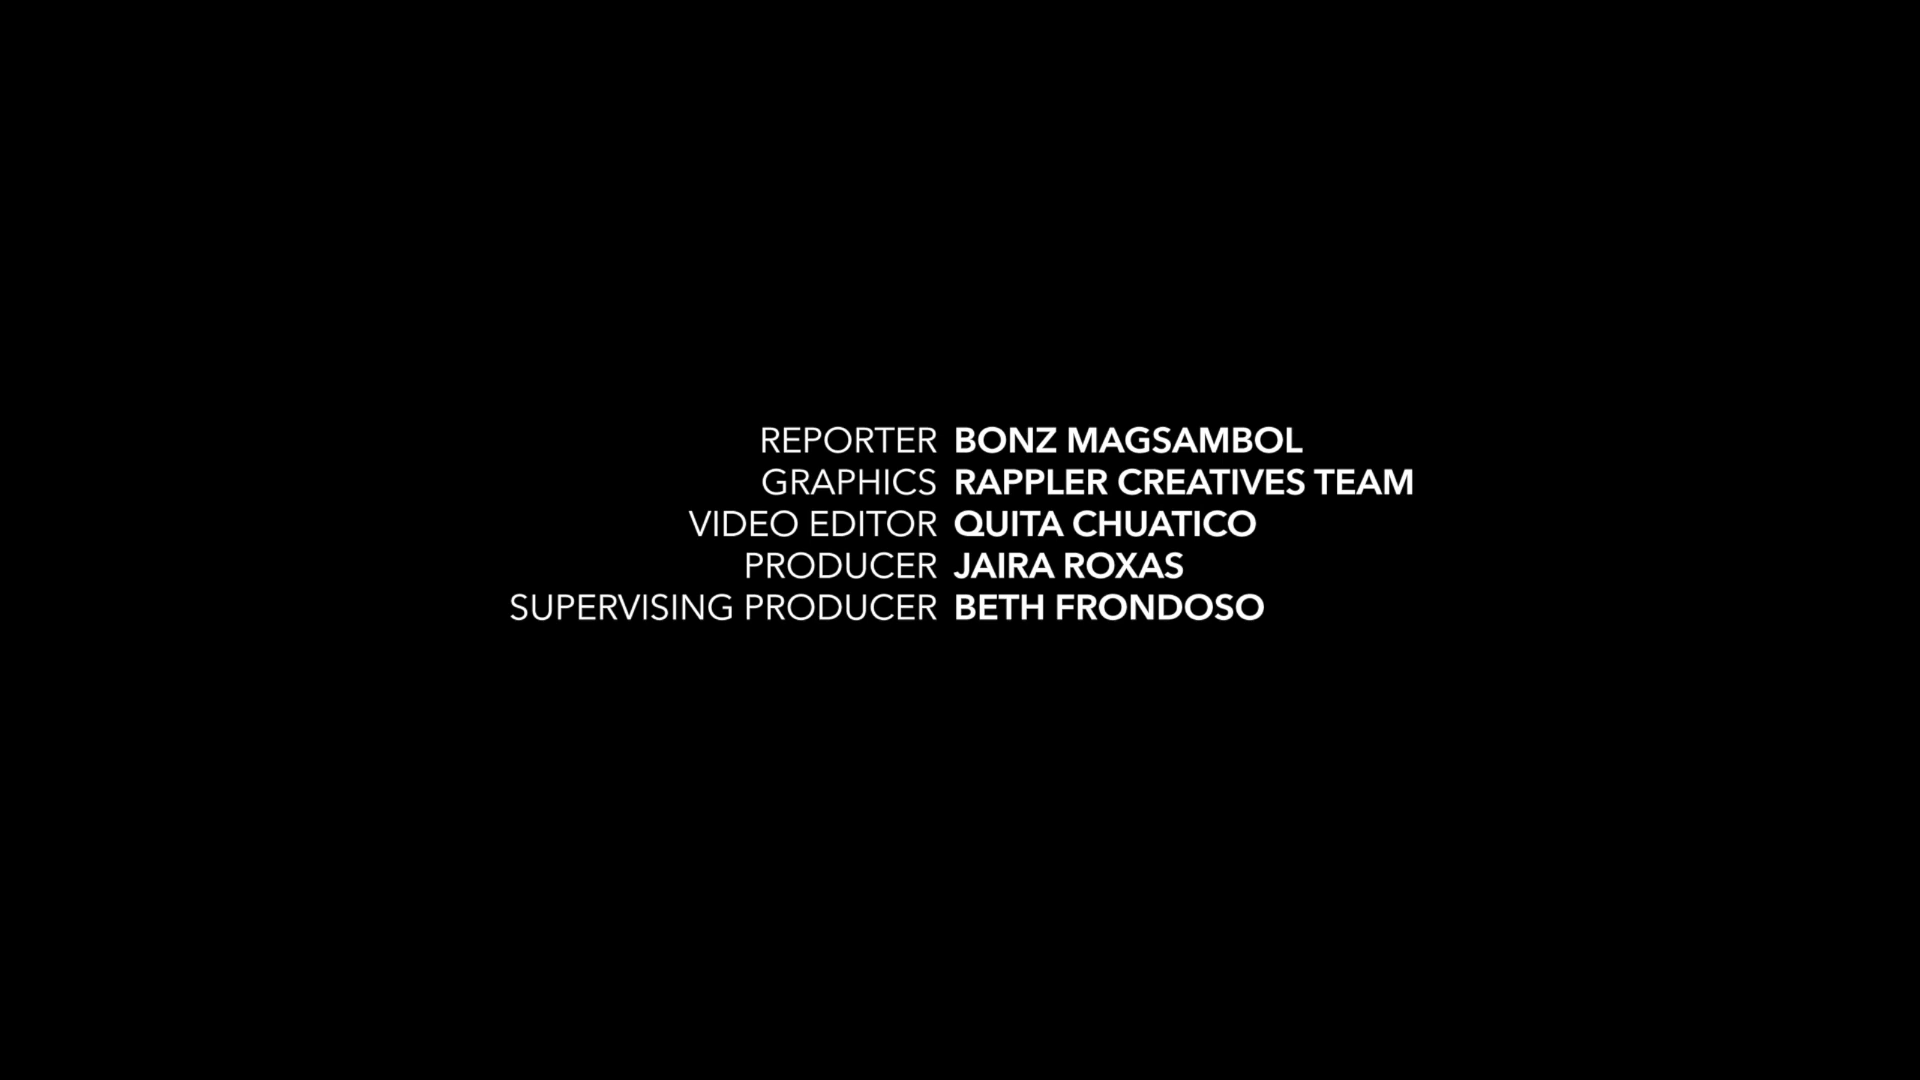 REPORTER BONZ MAGSAMBOL
GRAPHICS RAPPLER CREATIVES TEAM
VIDEO EDITOR QUITA CHUATICO
PRODUCER JAIRA ROXAS
SUPERVISING PRODUCER BETH FRONDOSO